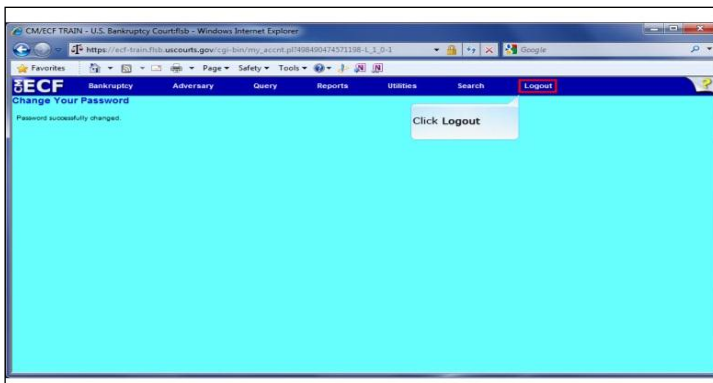 CM/ECF TRAIN - U.S. Bankruptcy Court:flsb - Windows Internet Explorer
https://ecf-train.flsb.uscourts.gov/cgi-bin/my_accnt.pl?498490474571198-L_1_0-1
Google
Favorites Page Safety Tools
ECF Bankruptcy Adversary Query Reports Utilities Search Logout ?
Change Your Password
Password successfully changed.
Click Logout